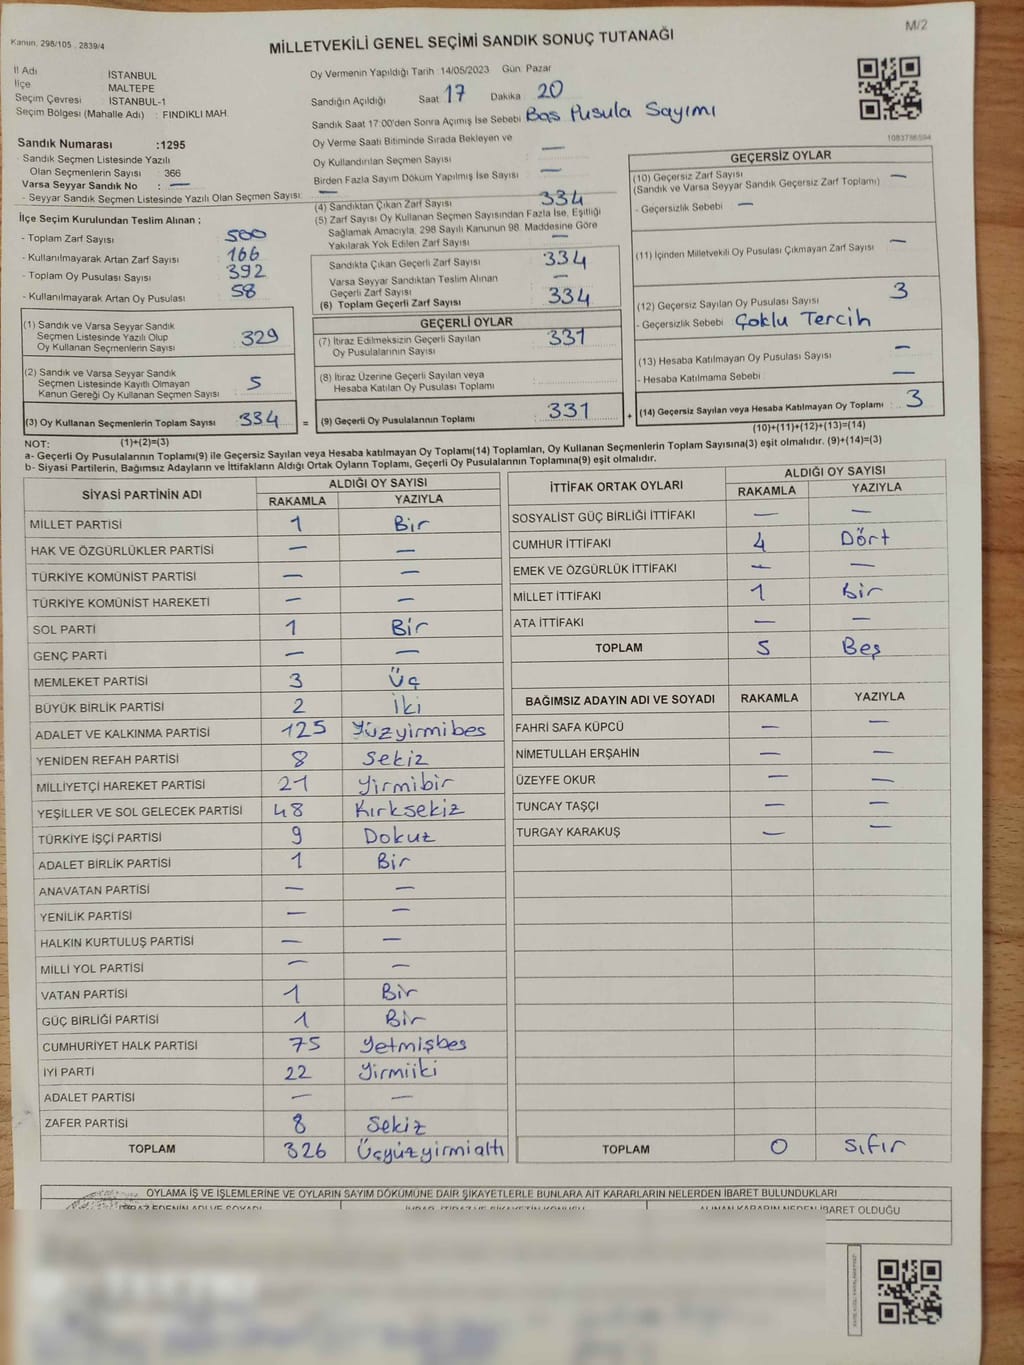 M/2
Kanun, 298/105 , 2839/4
MİLLETVEKİLİ GENEL SEÇİMİ SANDIK SONUÇ TUTANAĞI
İl Adı İSTANBUL
İlçe MALTEPE
Seçim Çevresi İSTANBUL-1
Seçim Bölgesi (Mahalle Adı) : FINDIKLI MAH.
Oy Vermenin Yapıldığı Tarih 14/05/2023 Gün Pazar
Sandığın Açıldığı Saat 17 Dakika 20
Sandık Saat 17:00'den Sonra Açımış İse Sebebi Bas Pusula Sayımı
Oy Verme Saati Bitiminde Sırada Bekleyen ve
Oy Kullandırılan Seçmen Sayısı —
Birden Fazla Sayım Döküm Yapılmış İse Sayısı —
1083786594
Sandık Numarası :1295
- Sandık Seçmen Listesinde Yazılı
Olan Seçmenlerin Sayısı : 366
Varsa Seyyar Sandık No : —
- Seyyar Sandık Seçmen Listesinde Yazılı Olan Seçmen Sayısı : —
İlçe Seçim Kurulundan Teslim Alınan ;
- Toplam Zarf Sayısı 500
- Kullanılmayarak Artan Zarf Sayısı 166
- Toplam Oy Pusulası Sayısı 392
- Kullanılmayarak Artan Oy Pusulası 58
(1) Sandık ve Varsa Seyyar Sandık
Seçmen Listesinde Yazılı Olup
Oy Kullanan Seçmenlerin Sayısı 329
(2) Sandık ve Varsa Seyyar Sandık
Seçmen Listesinde Kayıtlı Olmayan
Kanun Gereği Oy Kullanan Seçmen Sayısı 5
(3) Oy Kullanan Seçmenlerin Toplam Sayısı 334
(4) Sandıktan Çıkan Zarf Sayısı 334
(5) Zarf Sayısı Oy Kullanan Seçmen Sayısından Fazla İse, Eşitliği
Sağlamak Amacıyla, 298 Sayılı Kanunun 98. Maddesine Göre
Yakılarak Yok Edilen Zarf Sayısı —
Sandıkta Çıkan Geçerli Zarf Sayısı 334
Varsa Seyyar Sandıktan Teslim Alınan
Geçerli Zarf Sayısı —
(6) Toplam Geçerli Zarf Sayısı 334
GEÇERLİ OYLAR
(7) İtiraz Edilmeksizin Geçerli Sayılan
Oy Pusulalarının Sayısı 331
(8) İtiraz Üzerine Geçerli Sayılan veya
Hesaba Katılan Oy Pusulası Toplamı
= (9) Geçerli Oy Pusulalarının Toplamı 331
GEÇERSİZ OYLAR
(10) Geçersiz Zarf Sayısı
(Sandık ve Varsa Seyyar Sandık Geçersiz Zarf Toplamı) —
- Geçersizlik Sebebi —
(11) İçinden Milletvekili Oy Pusulası Çıkmayan Zarf Sayısı —
(12) Geçersiz Sayılan Oy Pusulası Sayısı 3
- Geçersizlik Sebebi Çoklu Tercih
(13) Hesaba Katılmayan Oy Pusulası Sayısı —
- Hesaba Katılmama Sebebi —
+ (14) Geçersiz Sayılan veya Hesaba Katılmayan Oy Toplamı 3
(1)+(2)=(3)
(10)+(11)+(12)+(13)=(14)
NOT:
a- Geçerli Oy Pusulalarının Toplamı(9) ile Geçersiz Sayılan veya Hesaba katılmayan Oy Toplamı(14) Toplamları, Oy Kullanan Seçmenlerin Toplam Sayısına(3) eşit olmalıdır. (9)+(14)=(3)
b- Siyasi Partilerin, Bağımsız Adayların ve İttifakların Aldığı Ortak Oyların Toplamı, Geçerli Oy Pusulalarının Toplamına(9) eşit olmalıdır.
SİYASİ PARTİNİN ADI ALDIĞI OY SAYISI
RAKAMLA YAZIYLA
MİLLET PARTİSİ 1 Bir
HAK VE ÖZGÜRLÜKLER PARTİSİ — —
TÜRKİYE KOMÜNİST PARTİSİ — —
TÜRKİYE KOMÜNİST HAREKETİ — —
SOL PARTİ 1 Bir
GENÇ PARTİ — —
MEMLEKET PARTİSİ 3 Üç
BÜYÜK BİRLİK PARTİSİ 2 İki
ADALET VE KALKINMA PARTİSİ 125 Yüzyirmibes
YENİDEN REFAH PARTİSİ 8 Sekiz
MİLLİYETÇİ HAREKET PARTİSİ 21 Yirmibir
YEŞİLLER VE SOL GELECEK PARTİSİ 48 Kırksekiz
TÜRKİYE İŞÇİ PARTİSİ 9 Dokuz
ADALET BİRLİK PARTİSİ 1 Bir
ANAVATAN PARTİSİ — —
YENİLİK PARTİSİ — —
HALKIN KURTULUŞ PARTİSİ — —
MİLLİ YOL PARTİSİ — —
VATAN PARTİSİ 1 Bir
GÜÇ BİRLİĞİ PARTİSİ 1 Bir
CUMHURİYET HALK PARTİSİ 75 Yetmişbes
İYİ PARTİ 22 Yirmiiki
ADALET PARTİSİ — —
ZAFER PARTİSİ 8 Sekiz
TOPLAM 326 Üçyüzyirmialtı
İTTİFAK ORTAK OYLARI ALDIĞI OY SAYISI
RAKAMLA YAZIYLA
SOSYALİST GÜÇ BİRLİĞİ İTTİFAKI — —
CUMHUR İTTİFAKI 4 Dört
EMEK VE ÖZGÜRLÜK İTTİFAKI — —
MİLLET İTTİFAKI 1 Bir
ATA İTTİFAKI — —
TOPLAM 5 Beş
BAĞIMSIZ ADAYIN ADI VE SOYADI RAKAMLA YAZIYLA
FAHRİ SAFA KÜPCÜ — —
NİMETULLAH ERŞAHİN — —
ÜZEYFE OKUR — —
TUNCAY TAŞÇI — —
TURGAY KARAKUŞ — —
TOPLAM 0 Sıfır
OYLAMA İŞ VE İŞLEMLERİNE VE OYLARIN SAYIM DÖKÜMÜNE DAİR ŞİKAYETLERLE BUNLARA AİT KARARLARIN NELERDEN İBARET BULUNDUKLARI
ALINAN KARARIN NEDEN İBARET OLDUĞU